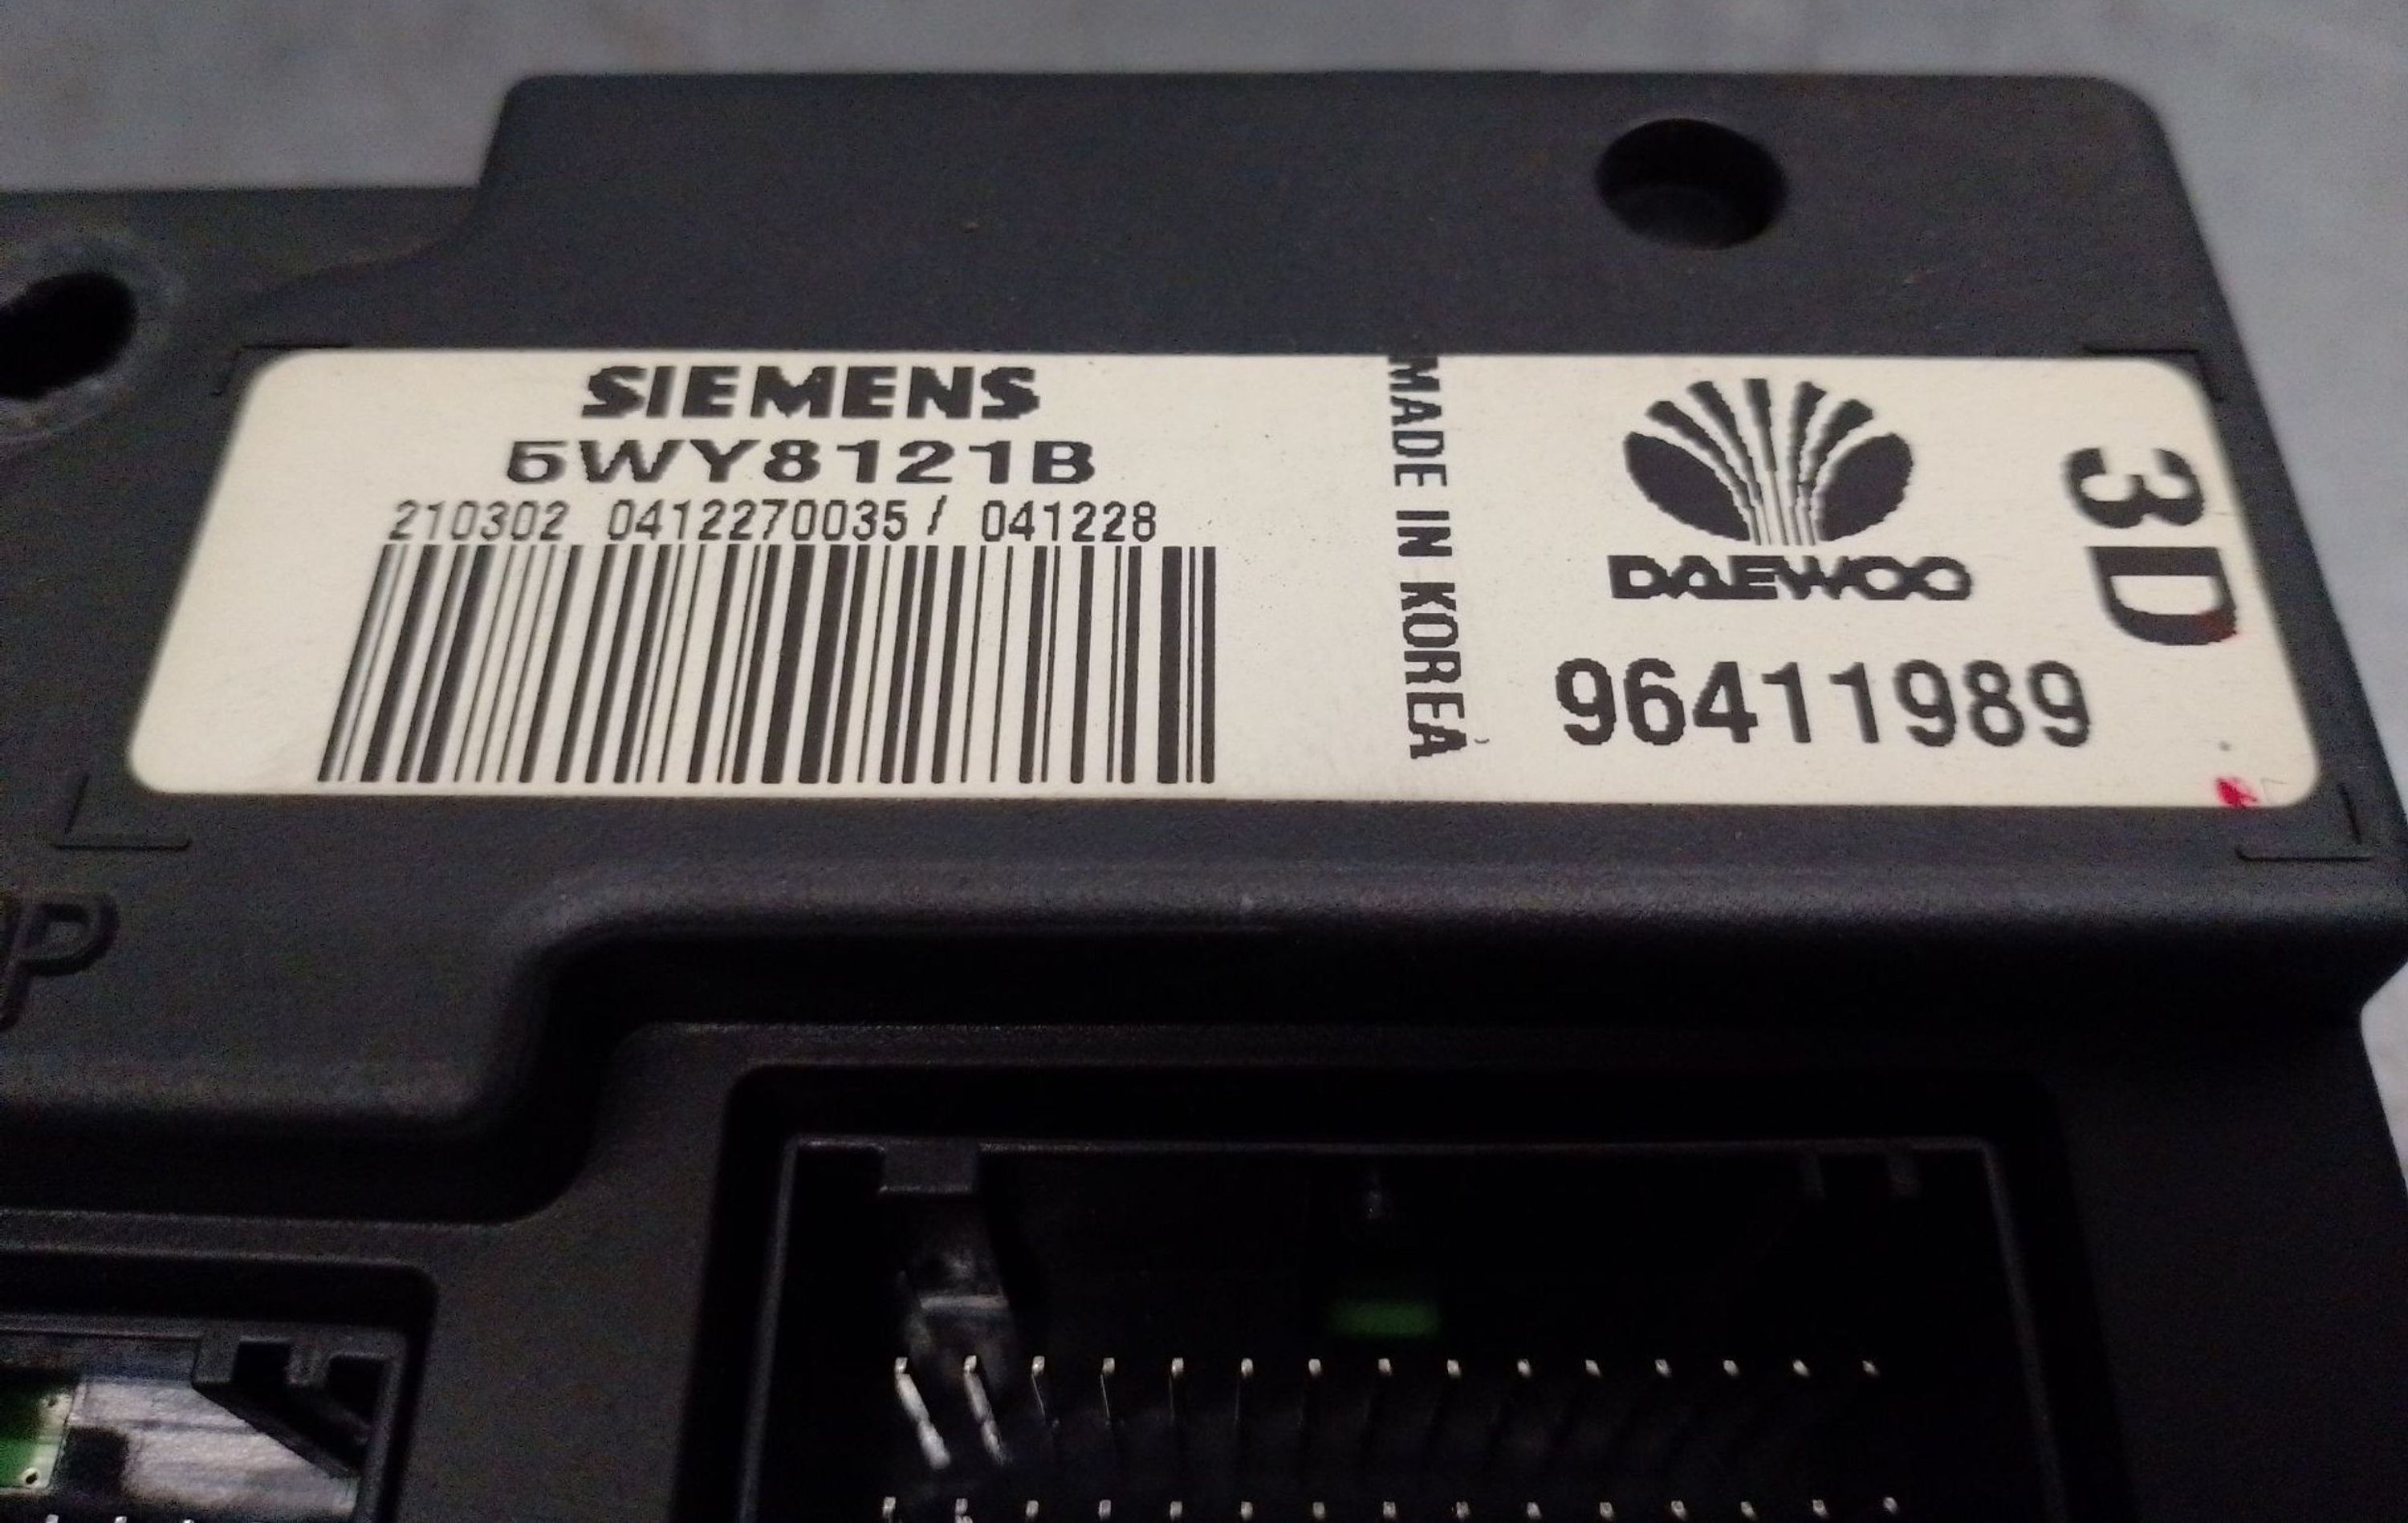 SIEMENS
5WY8121B
210302 0412270035/ 041228
MADE IN KOREA
DAEWOO
96411989
3D
P